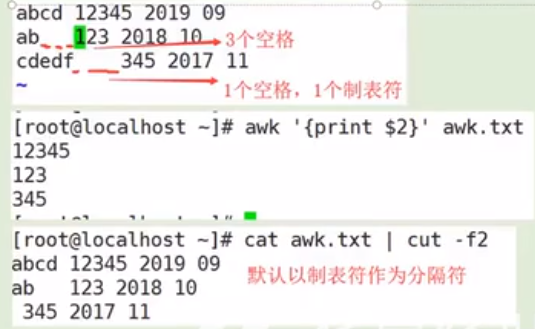 abcd 12345 2019 09
ab   123 2018 10
3个空格
cdedf    345 2017 11
~
1个空格，1个制表符
[root@localhost ~]# awk '{print $2}' awk.txt
12345
123
345
[root@localhost ~]# cat awk.txt | cut -f2
abcd 12345 2019 09
默认以制表符作为分隔符
ab   123 2018 10
 345 2017 11